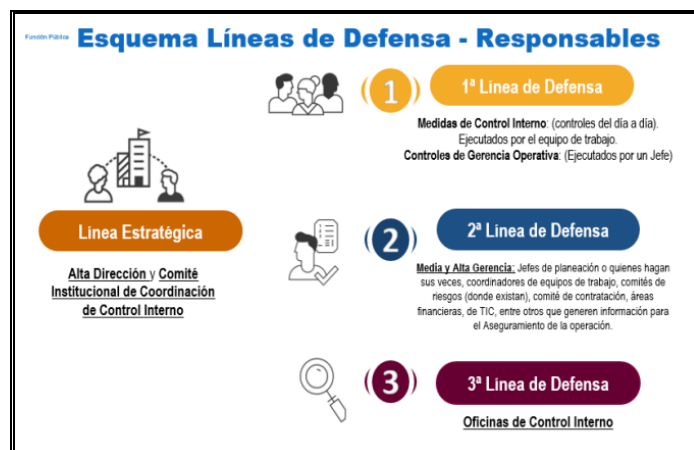 Función Pública
Esquema Líneas de Defensa - Responsables
1
1ª Linea de Defensa
Medidas de Control Interno: (controles del día a día).
Ejecutados por el equipo de trabajo.
Controles de Gerencia Operativa: (Ejecutados por un Jefe)
Línea Estratégica
Alta Dirección y Comité
Institucional de Coordinación
de Control Interno
2
2ª Linea de Defensa
Media y Alta Gerencia: Jefes de planeación o quienes hagan
sus veces, coordinadores de equipos de trabajo, comités de
riesgos (donde existan), comité de contratación, áreas
financieras, de TIC, entre otros que generen información para
el Aseguramiento de la operación.
3
3ª Linea de Defensa
Oficinas de Control Interno